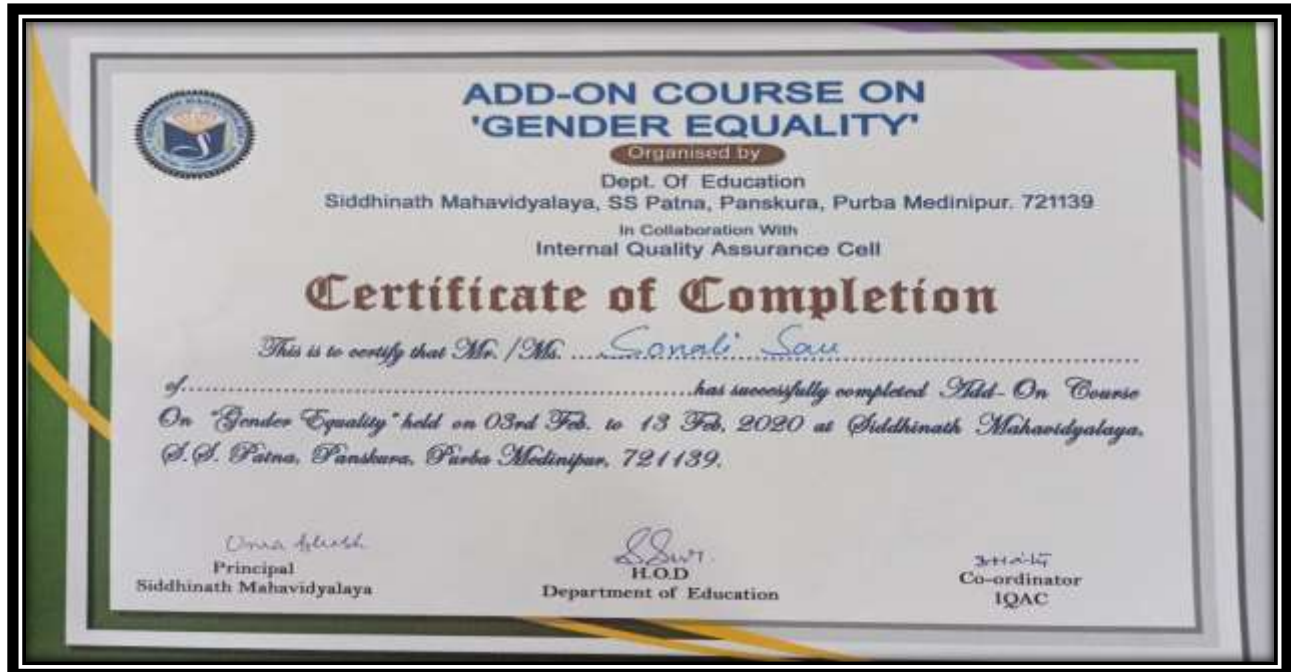 ADD-ON COURSE ON
'GENDER EQUALITY'
Organised by
Dept. Of Education
Siddhinath Mahavidyalaya, SS Patna, Panskura, Purba Medinipur. 721139
In Collaboration With
Internal Quality Assurance Cell
Certificate of Completion
This is to certify that Mr. / Ms. Sonali Sau
of has successfully completed Add-On Course
On "Gender Equality" held on 03rd Feb. to 13 Feb, 2020 at Siddhinath Mahavidyalaya,
S.S. Patna, Panskura, Purba Medinipur, 721139.
Principal
Siddhinath Mahavidyalaya
H.O.D
Department of Education
Co-ordinator
IQAC